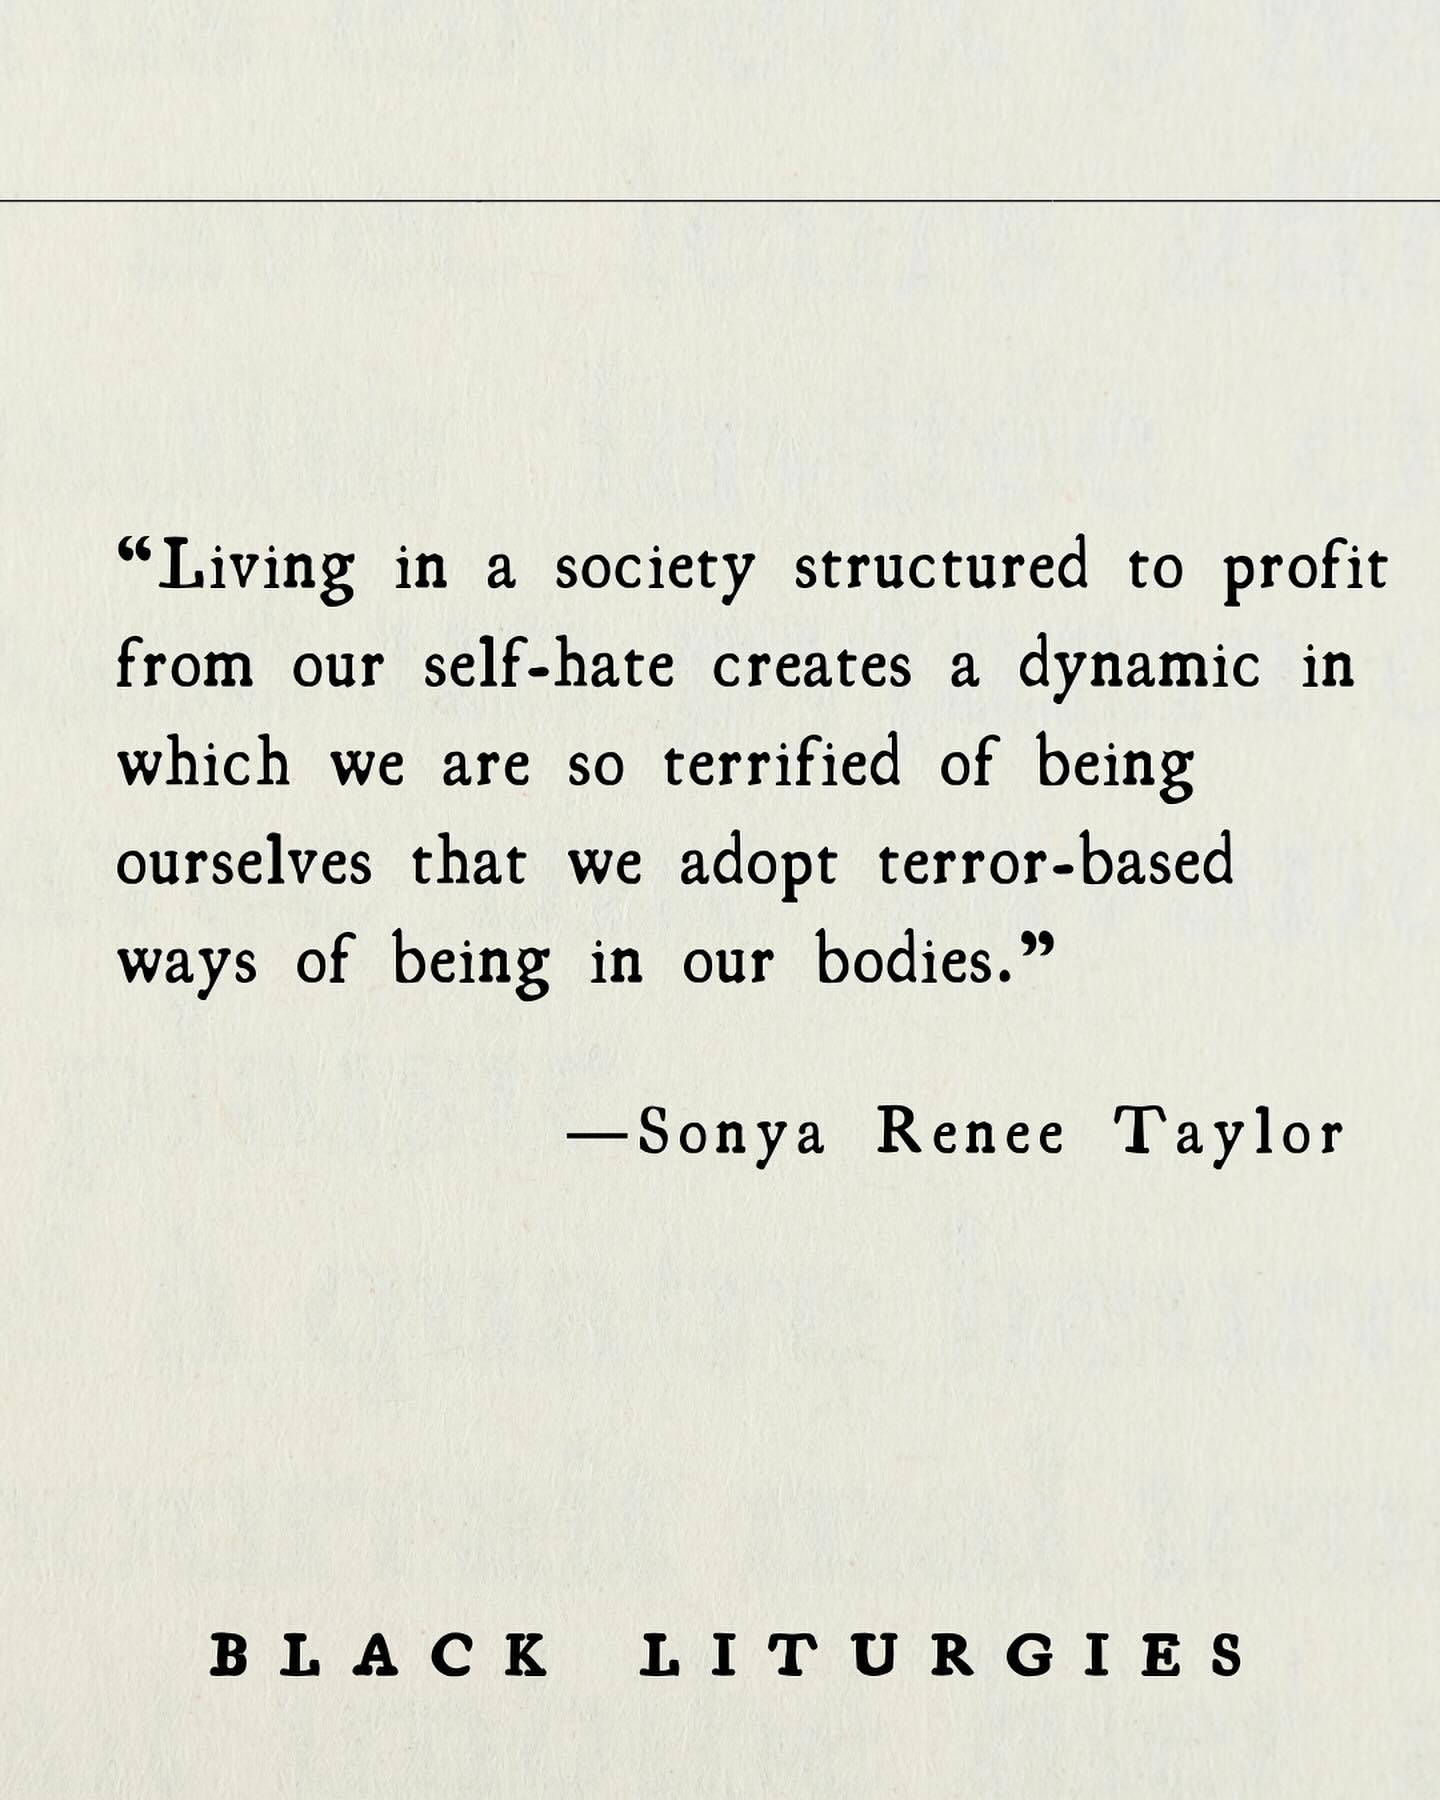 “Living in a society structured to profit
from our self-hate creates a dynamic in
which we are so terrified of being
ourselves that we adopt terror-based
ways of being in our bodies.”
—Sonya Renee Taylor
BLACK LITURGIES